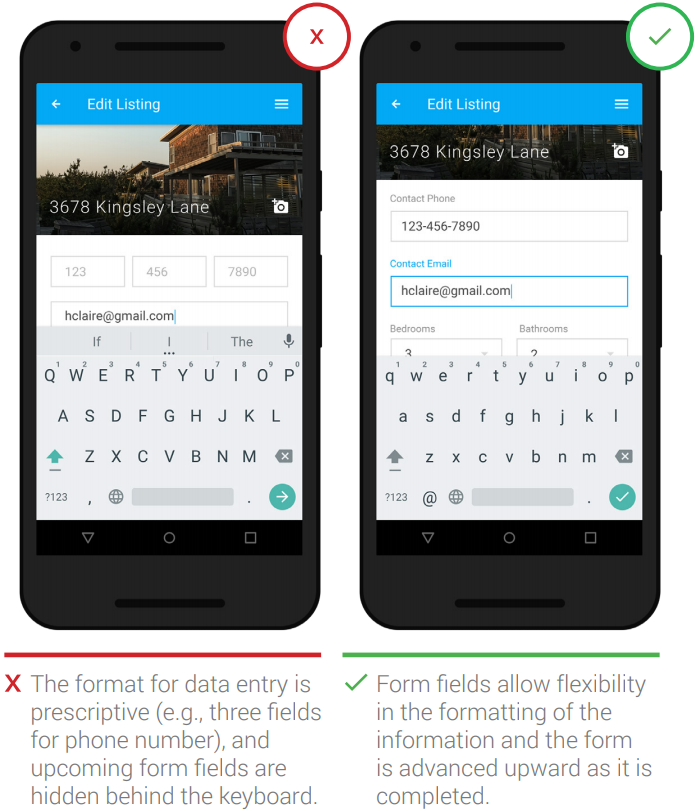 X
Edit Listing
3678 Kingsley Lane
123 456 7890
hclaire@gmail.com
If I The
1 2 3 4 5 6 7 8 9 0
Q W E R T Y U I O P
A S D F G H J K L
Z X C V B N M
?123 , .
Edit Listing
3678 Kingsley Lane
Contact Phone
123-456-7890
Contact Email
hclaire@gmail.com
Bedrooms Bathrooms
3 2
1 2 3 4 5 6 7 8 9 0
q w e r t y u i o p
a s d f g h j k l
z x c v b n m
?123 @ .
X The format for data entry is
prescriptive (e.g., three fields
for phone number), and
upcoming form fields are
hidden behind the keyboard.
Form fields allow flexibility
in the formatting of the
information and the form
is advanced upward as it is
completed.